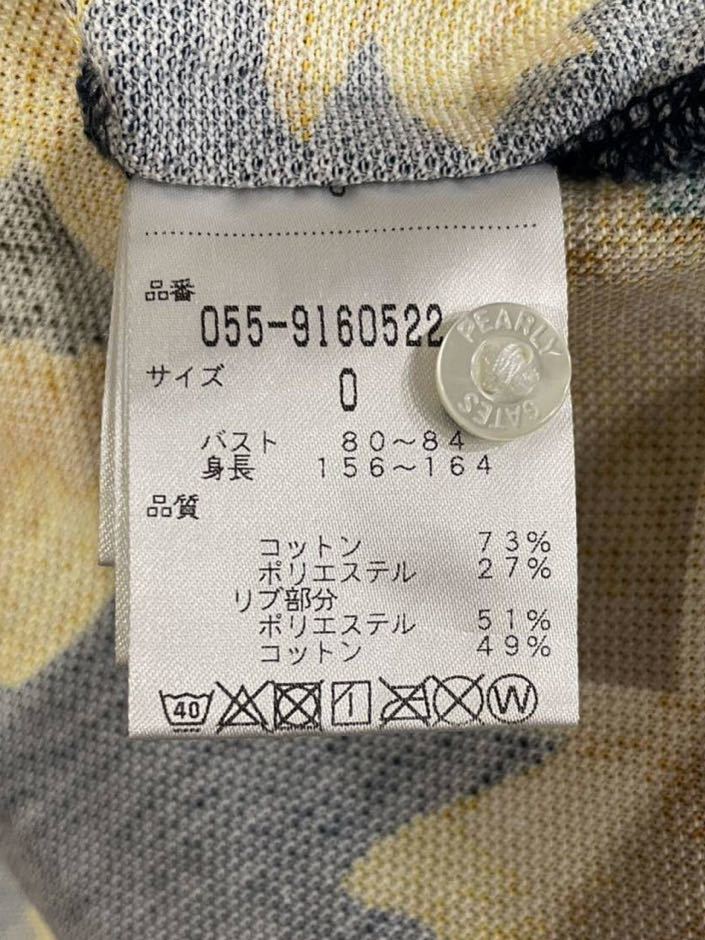 品番
055-9160522
サイズ
0
バスト 80～84
身長 156～164
品質
コットン 73%
ポリエステル 27%
リブ部分
ポリエステル 51%
コットン 49%
40
W
PEARLY
GATES